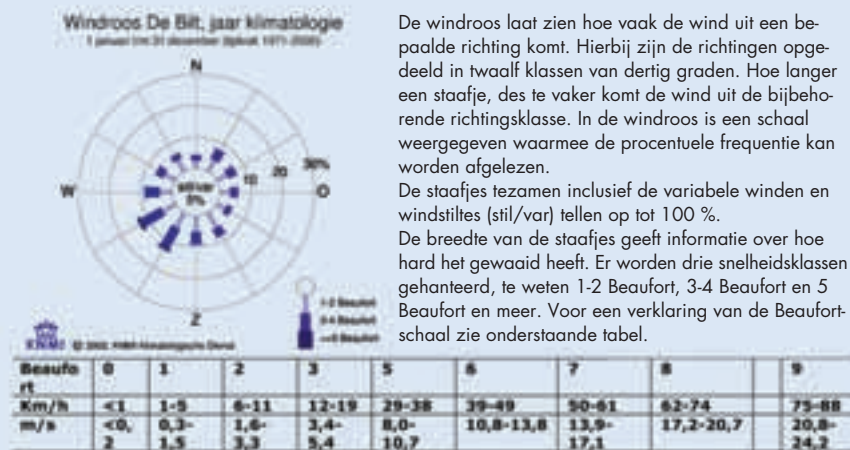 Windroos De Bilt, jaar klimatologie
1 januari t/m 31 december (tijdvak 1971-2000)
De windroos laat zien hoe vaak de wind uit een be-
paalde richting komt. Hierbij zijn de richtingen opge-
deeld in twaalf klassen van dertig graden. Hoe langer
een staafje, des te vaker komt de wind uit de bijbeho-
rende richtingsklasse. In de windroos is een schaal
weergegeven waarmee de procentuele frequentie kan
worden afgelezen.
De staafjes tezamen inclusief de variabele winden en
windstiltes (stil/var) tellen op tot 100 %.
De breedte van de staafjes geeft informatie over hoe
hard het gewaaid heeft. Er worden drie snelheidsklassen
gehanteerd, te weten 1-2 Beaufort, 3-4 Beaufort en 5
Beaufort en meer. Voor een verklaring van de Beaufort-
schaal zie onderstaande tabel.
N
10 20 30%
W
stil/var
5%
O
Z
1-2 Beaufort
3-4 Beaufort
>=5 Beaufort
KNMI
Beaufo 0 1 2 3 5 6 7 8 9
rt
Km/h <1 1-5 6-11 12-19 29-38 39-49 50-61 62-74 75-88
m/s <0, 0,3- 1,6- 3,4- 8,0- 10,8-13,8 13,9- 17,2-20,7 20,8-
2 1,5 3,3 5,4 10,7 17,1 24,2